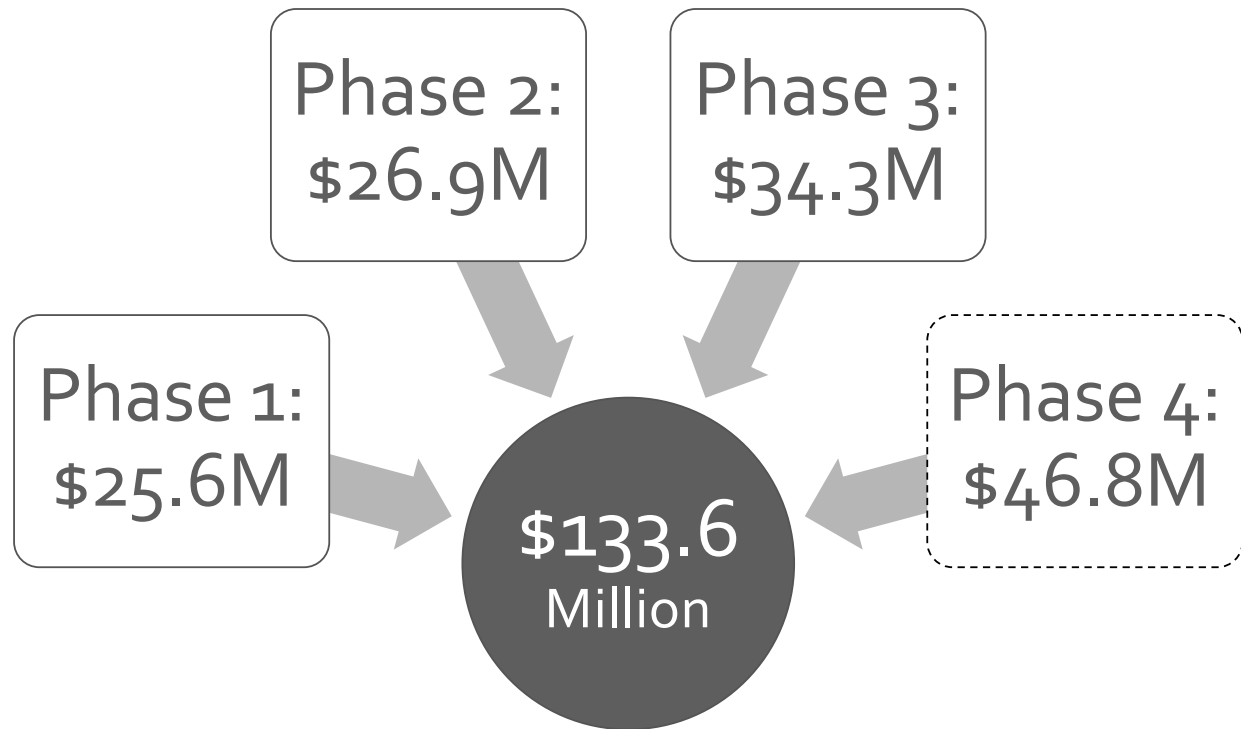 Phase 1:
$25.6M
Phase 2:
$26.9M
Phase 3:
$34.3M
Phase 4:
$46.8M
$133.6
Million